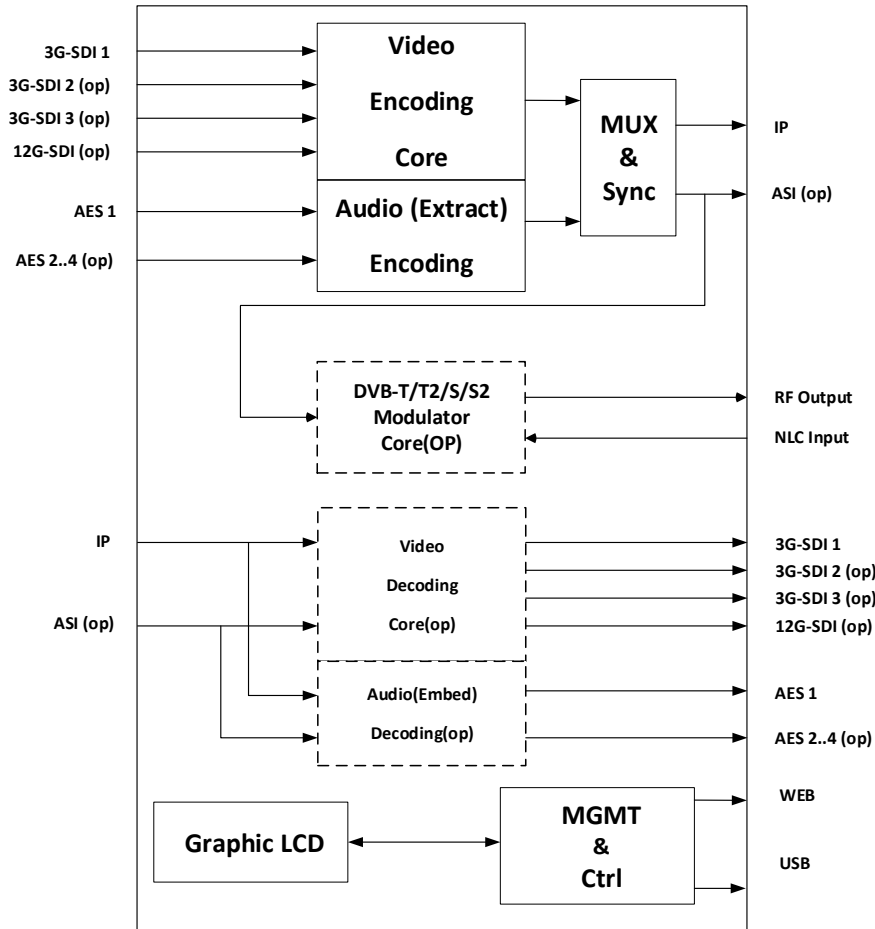 3G-SDI 1
3G-SDI 2 (op)
3G-SDI 3 (op)
12G-SDI (op)
AES 1
AES 2..4 (op)
Video
Encoding
Core
Audio (Extract)
Encoding
MUX
&
Sync
IP
ASI (op)
DVB-T/T2/S/S2
Modulator
Core(OP)
RF Output
NLC Input
IP
ASI (op)
Video
Decoding
Core(op)
Audio(Embed)
Decoding(op)
3G-SDI 1
3G-SDI 2 (op)
3G-SDI 3 (op)
12G-SDI (op)
AES 1
AES 2..4 (op)
Graphic LCD
MGMT
&
Ctrl
WEB
USB